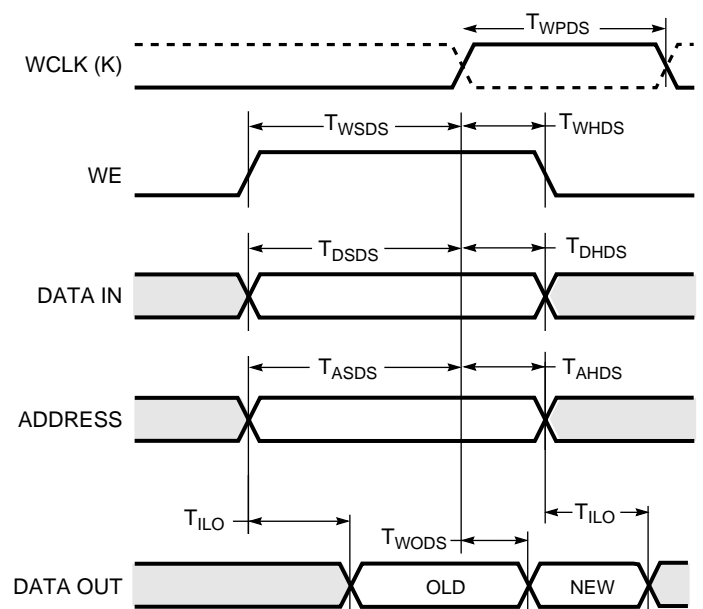 T_WPDS
WCLK (K)
T_WSDS T_WHDS
WE
T_DSDS T_DHDS
DATA IN
T_ASDS T_AHDS
ADDRESS
T_ILO T_WODS T_ILO
DATA OUT OLD NEW